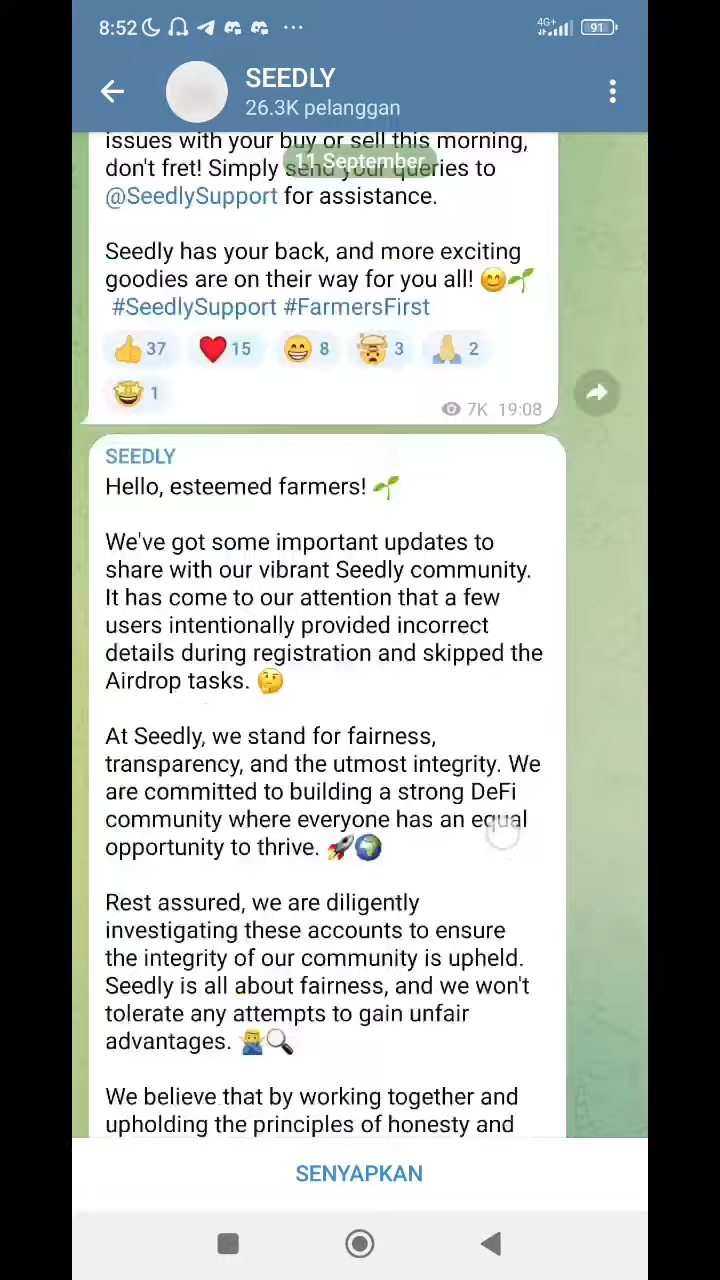 8:52
4G+
91
SEEDLY
26.3K pelanggan
issues with your buy or sell this morning,
11 September
don't fret! Simply send your queries to
@SeedlySupport for assistance.
Seedly has your back, and more exciting
goodies are on their way for you all! 😊🌱
#SeedlySupport #FarmersFirst
👍 37 ❤️ 15 😁 8 🤯 3 🙏 2
🤩 1
7K 19:08
SEEDLY
Hello, esteemed farmers! 🌱
We've got some important updates to
share with our vibrant Seedly community.
It has come to our attention that a few
users intentionally provided incorrect
details during registration and skipped the
Airdrop tasks. 🤔
At Seedly, we stand for fairness,
transparency, and the utmost integrity. We
are committed to building a strong DeFi
community where everyone has an equal
opportunity to thrive. 🚀🌍
Rest assured, we are diligently
investigating these accounts to ensure
the integrity of our community is upheld.
Seedly is all about fairness, and we won't
tolerate any attempts to gain unfair
advantages. 🙅‍♂️🔍
We believe that by working together and
upholding the principles of honesty and
SENYAPKAN